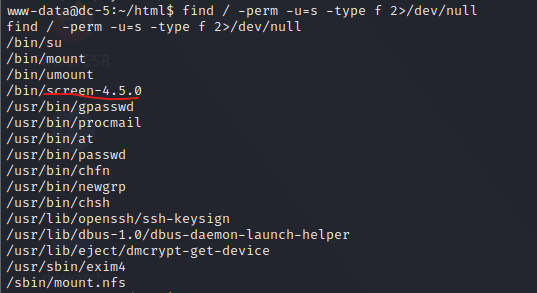 www-data@dc-5:~/html$ find / -perm -u=s -type f 2>/dev/null
find / -perm -u=s -type f 2>/dev/null
/bin/su
/bin/mount
/bin/umount
/bin/screen-4.5.0
/usr/bin/gpasswd
/usr/bin/procmail
/usr/bin/at
/usr/bin/passwd
/usr/bin/chfn
/usr/bin/newgrp
/usr/bin/chsh
/usr/lib/openssh/ssh-keysign
/usr/lib/dbus-1.0/dbus-daemon-launch-helper
/usr/lib/eject/dmcrypt-get-device
/usr/sbin/exim4
/sbin/mount.nfs